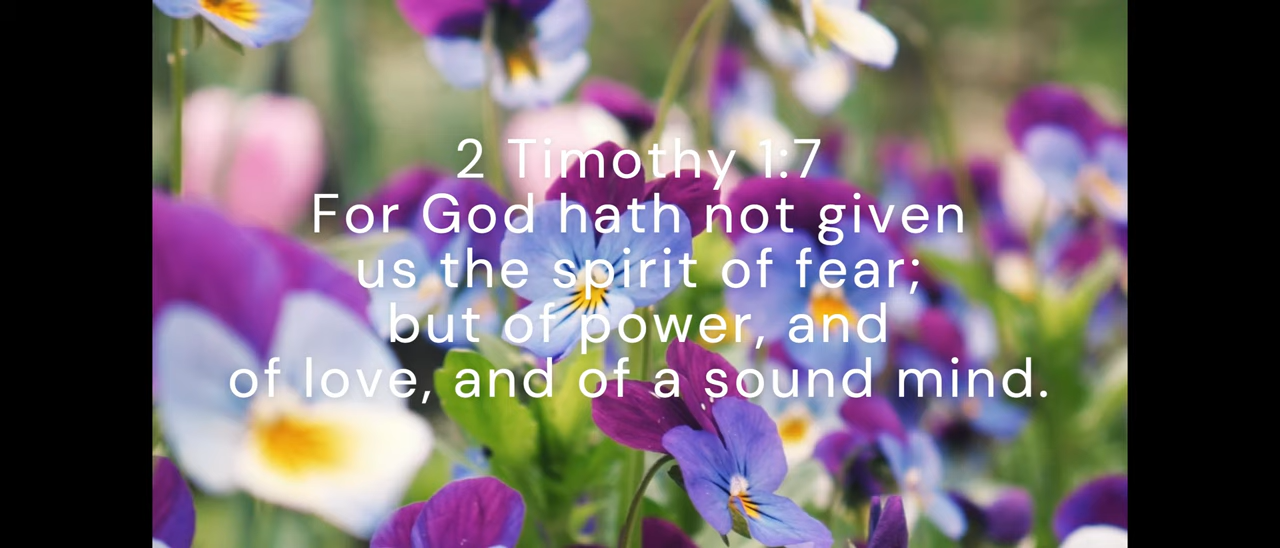 2 Timothy 1:7
For God hath not given
us the spirit of fear;
but of power, and
of love, and of a sound mind.